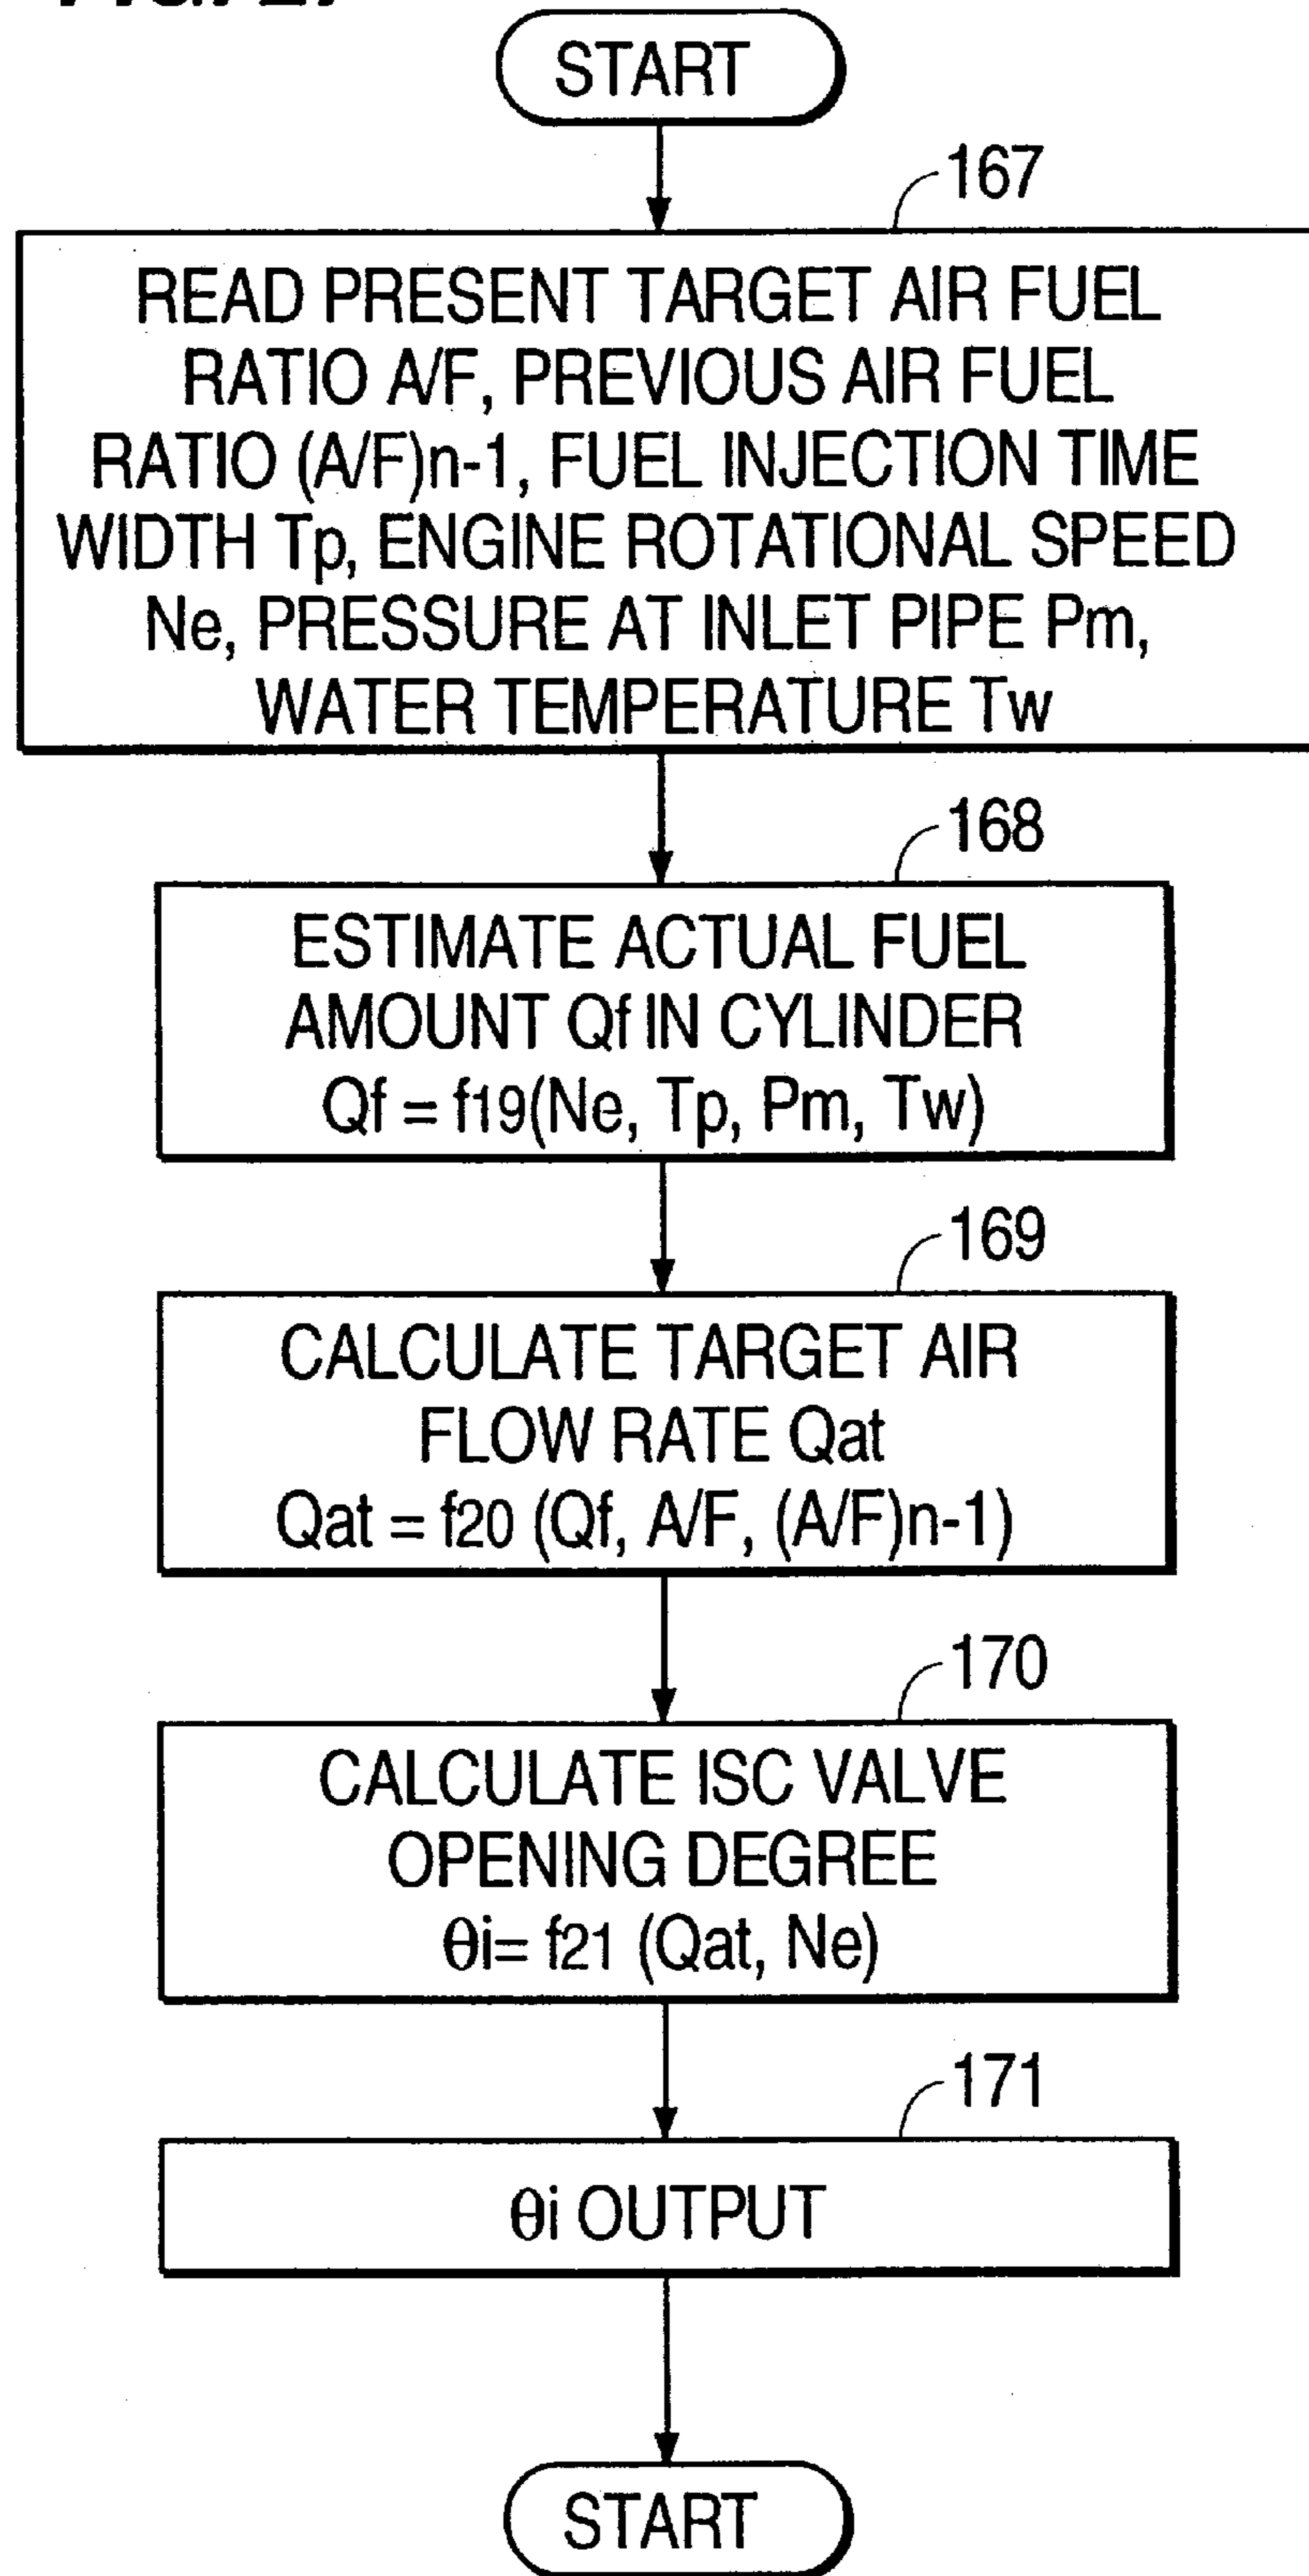 START
167
READ PRESENT TARGET AIR FUEL
RATIO A/F, PREVIOUS AIR FUEL
RATIO (A/F)n-1, FUEL INJECTION TIME
WIDTH Tp, ENGINE ROTATIONAL SPEED
Ne, PRESSURE AT INLET PIPE Pm,
WATER TEMPERATURE Tw
168
ESTIMATE ACTUAL FUEL
AMOUNT Qf IN CYLINDER
Qf = f19(Ne, Tp, Pm, Tw)
169
CALCULATE TARGET AIR
FLOW RATE Qat
Qat = f20 (Qf, A/F, (A/F)n-1)
170
CALCULATE ISC VALVE
OPENING DEGREE
θi= f21 (Qat, Ne)
171
θi OUTPUT
START